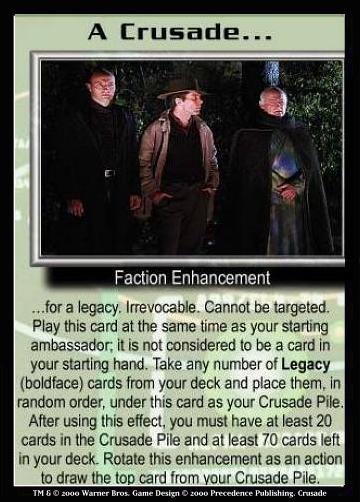 A Crusade...
Faction Enhancement
...for a legacy. Irrevocable. Cannot be targeted.
Play this card at the same time as your starting
ambassador; it is not considered to be a card in
your starting hand. Take any number of Legacy
(boldface) cards from your deck and place them, in
random order, under this card as your Crusade Pile.
After using this effect, you must have at least 20
cards in the Crusade Pile and at least 70 cards left
in your deck. Rotate this enhancement as an action
to draw the top card from your Crusade Pile.
TM & © 2000 Warner Bros. Game Design © 2000 Precedence Publishing. Crusade